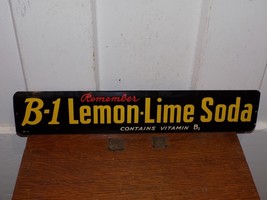 Remember
B-1 Lemon-Lime Soda
CONTAINS VITAMIN B₁